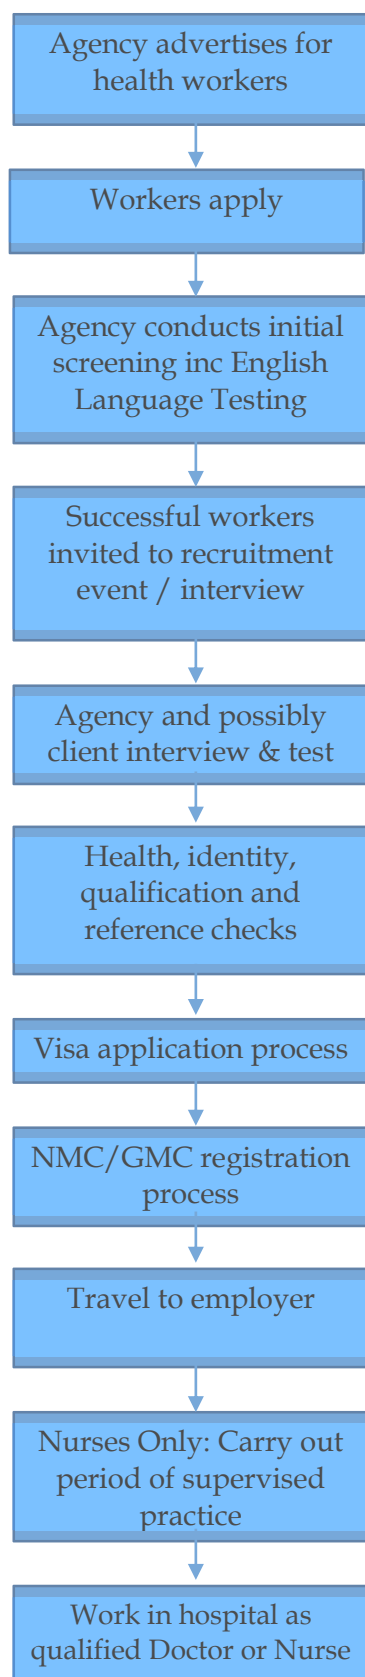 Agency advertises for
health workers
Workers apply
Agency conducts initial
screening inc English
Language Testing
Successful workers
invited to recruitment
event / interview
Agency and possibly
client interview & test
Health, identity,
qualification and
reference checks
Visa application process
NMC/GMC registration
process
Travel to employer
Nurses Only: Carry out
period of supervised
practice
Work in hospital as
qualified Doctor or Nurse